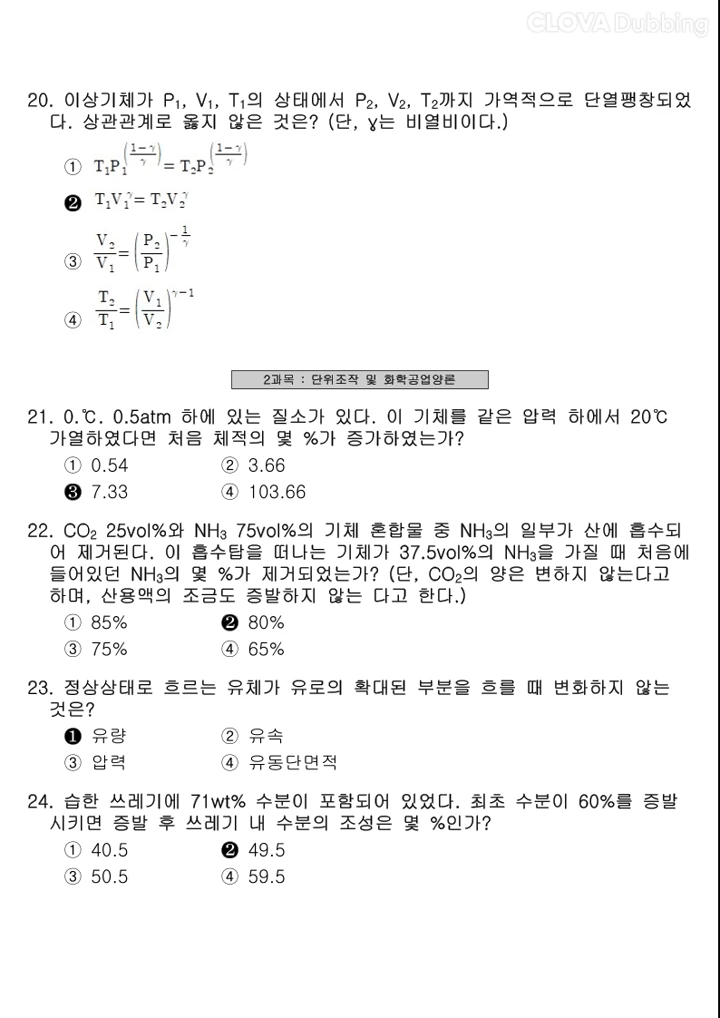 CLOVA Dubbing
20. 이상기체가 P₁, V₁, T₁의 상태에서 P₂, V₂, T₂까지 가역적으로 단열팽창되었
다. 상관관계로 옳지 않은 것은? (단, ɣ는 비열비이다.)
① T₁P₁^((1-γ)/γ) = T₂P₂^((1-γ)/γ)
❷ T₁V₁^γ = T₂V₂^γ
③ V₂/V₁ = (P₂/P₁)^(-1/γ)
④ T₂/T₁ = (V₁/V₂)^(γ-1)
2과목 : 단위조작 및 화학공업양론
21. 0.℃. 0.5atm 하에 있는 질소가 있다. 이 기체를 같은 압력 하에서 20℃
가열하였다면 처음 체적의 몇 %가 증가하였는가?
① 0.54 ② 3.66
❸ 7.33 ④ 103.66
22. CO₂ 25vol%와 NH₃ 75vol%의 기체 혼합물 중 NH₃의 일부가 산에 흡수되
어 제거된다. 이 흡수탑을 떠나는 기체가 37.5vol%의 NH₃을 가질 때 처음에
들어있던 NH₃의 몇 %가 제거되었는가? (단, CO₂의 양은 변하지 않는다고
하며, 산용액의 조금도 증발하지 않는 다고 한다.)
① 85% ❷ 80%
③ 75% ④ 65%
23. 정상상태로 흐르는 유체가 유로의 확대된 부분을 흐를 때 변화하지 않는
것은?
❶ 유량 ② 유속
③ 압력 ④ 유동단면적
24. 습한 쓰레기에 71wt% 수분이 포함되어 있었다. 최초 수분이 60%를 증발
시키면 증발 후 쓰레기 내 수분의 조성은 몇 %인가?
① 40.5 ❷ 49.5
③ 50.5 ④ 59.5